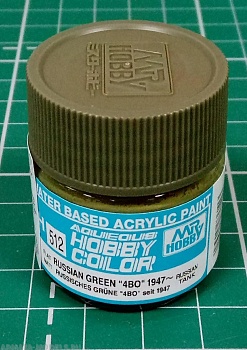 MR. HOBBY
WATER BASED ACRYLIC PAINT
AQUEOUS
HOBBY
COLOR
512
Mr.
HOBBY
RUSSIAN GREEN "4BO" 1947~ RUSSIAN
RUSSISCHES GRÜNE "4BO" seit 1947 TANK